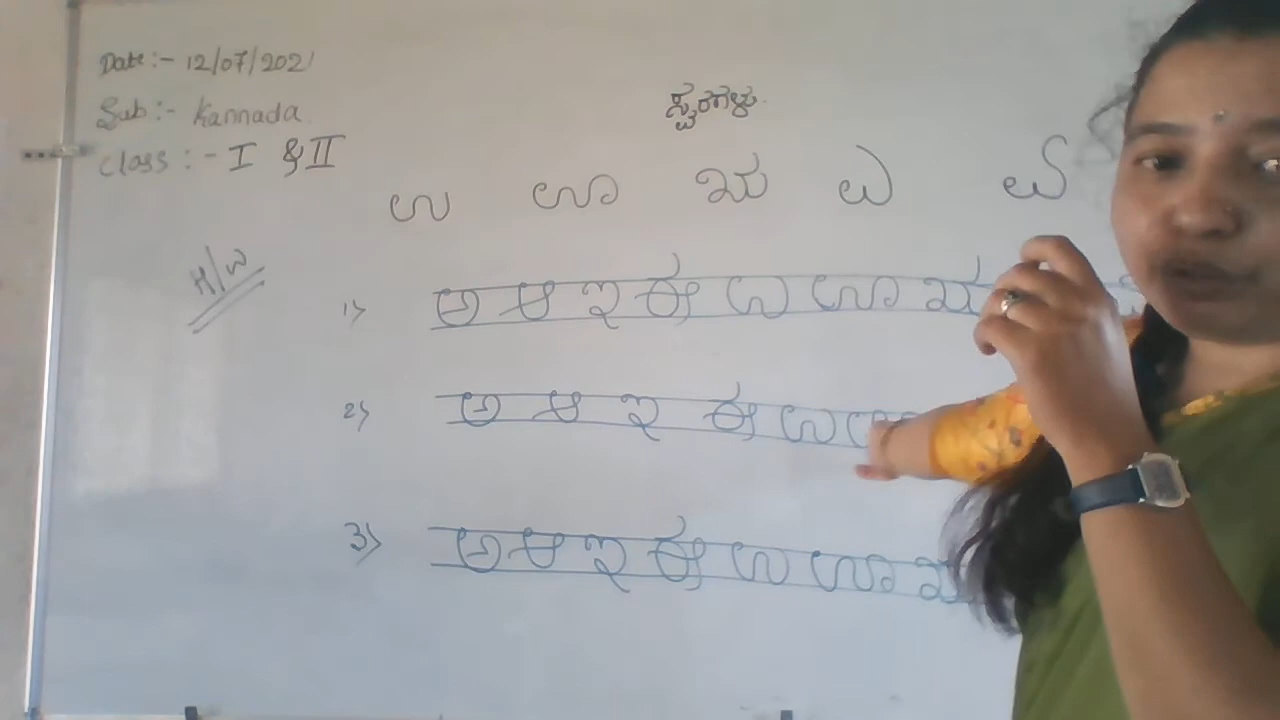 Date:- 12/07/2021
Sub:- Kannada
Class:- I & II
ಸ್ವರಗಳು.
ಉ ಊ ಋ ಎ ಏ
H/W
1) ಅ ಆ ಇ ಈ ಉ ಊ ಋ
2) ಅ ಆ ಇ ಈ ಉ ಊ
3) ಅ ಆ ಇ ಈ ಉ ಊ ಋ